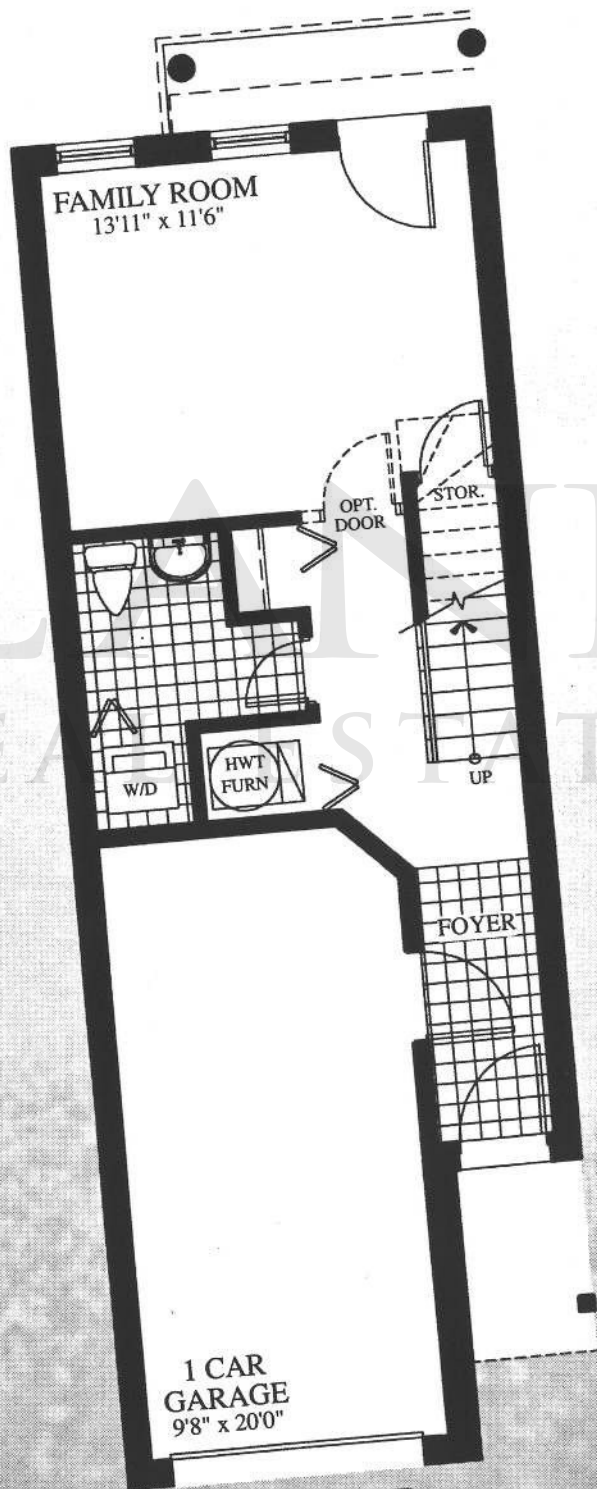 FAMILY ROOM
13'11" x 11'6"
OPT.
DOOR
STOR.
W/D
HWT
FURN
UP
FOYER
1 CAR
GARAGE
9'8" x 20'0"